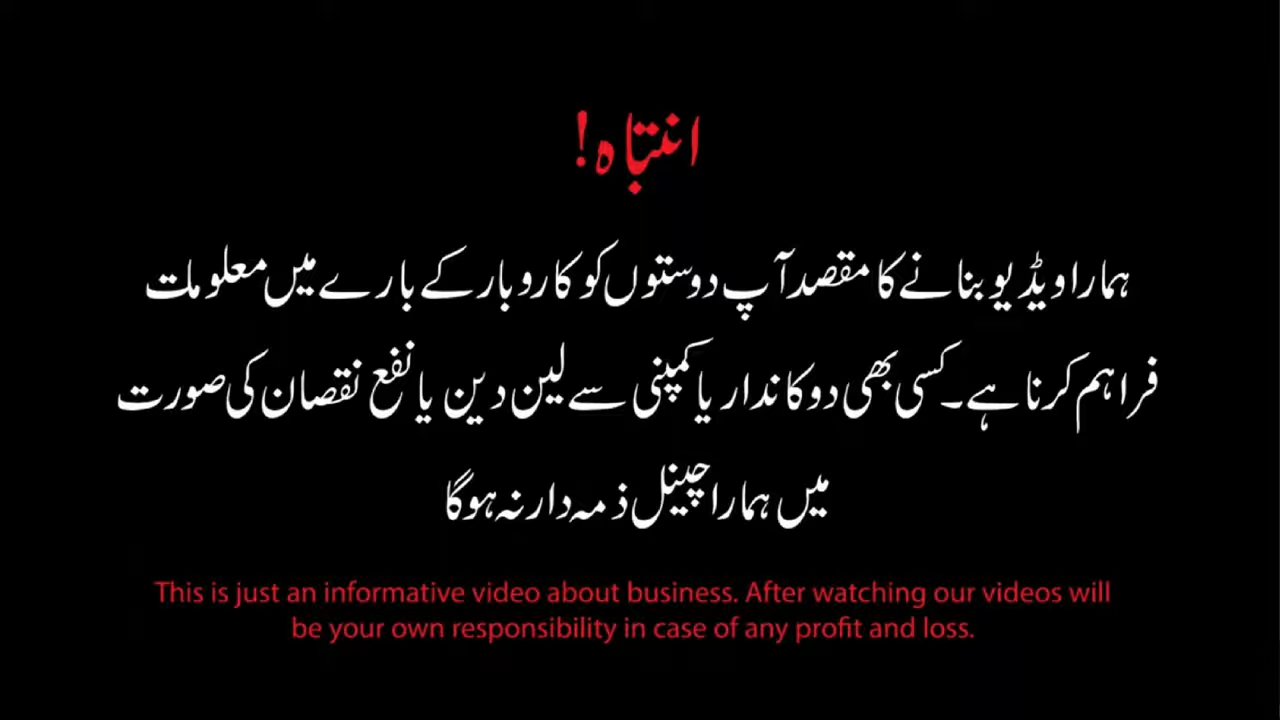 انتباہ!
ہمارا ویڈیو بنانے کا مقصد آپ دوستوں کو کاروبار کے بارے میں معلومات
فراہم کرنا ہے۔ کسی بھی دوکاندار یا کمپنی سے لین دین یا نفع نقصان کی صورت
میں ہمارا چینل ذمہ دار نہ ہوگا
This is just an informative video about business. After watching our videos will
be your own responsibility in case of any profit and loss.